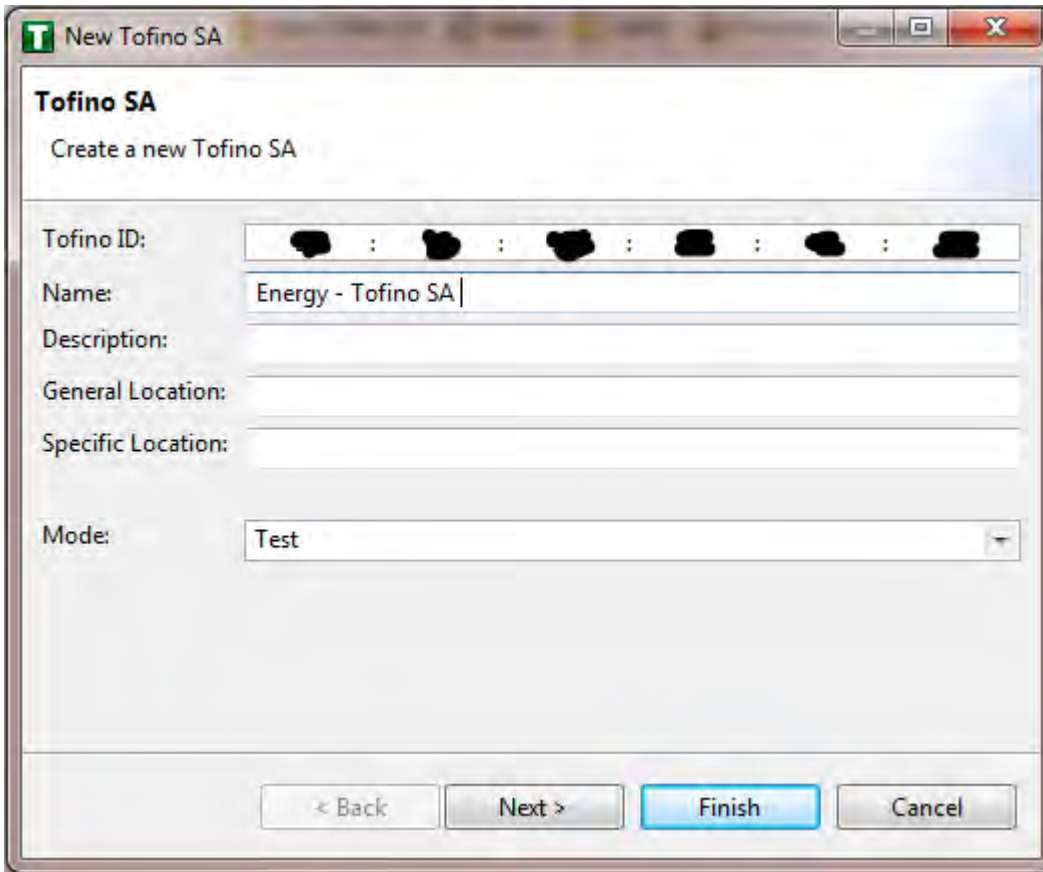 T New Tofino SA
Tofino SA
Create a new Tofino SA
Tofino ID: : : : : :
Name: Energy - Tofino SA
Description:
General Location:
Specific Location:
Mode: Test
< Back Next > Finish Cancel